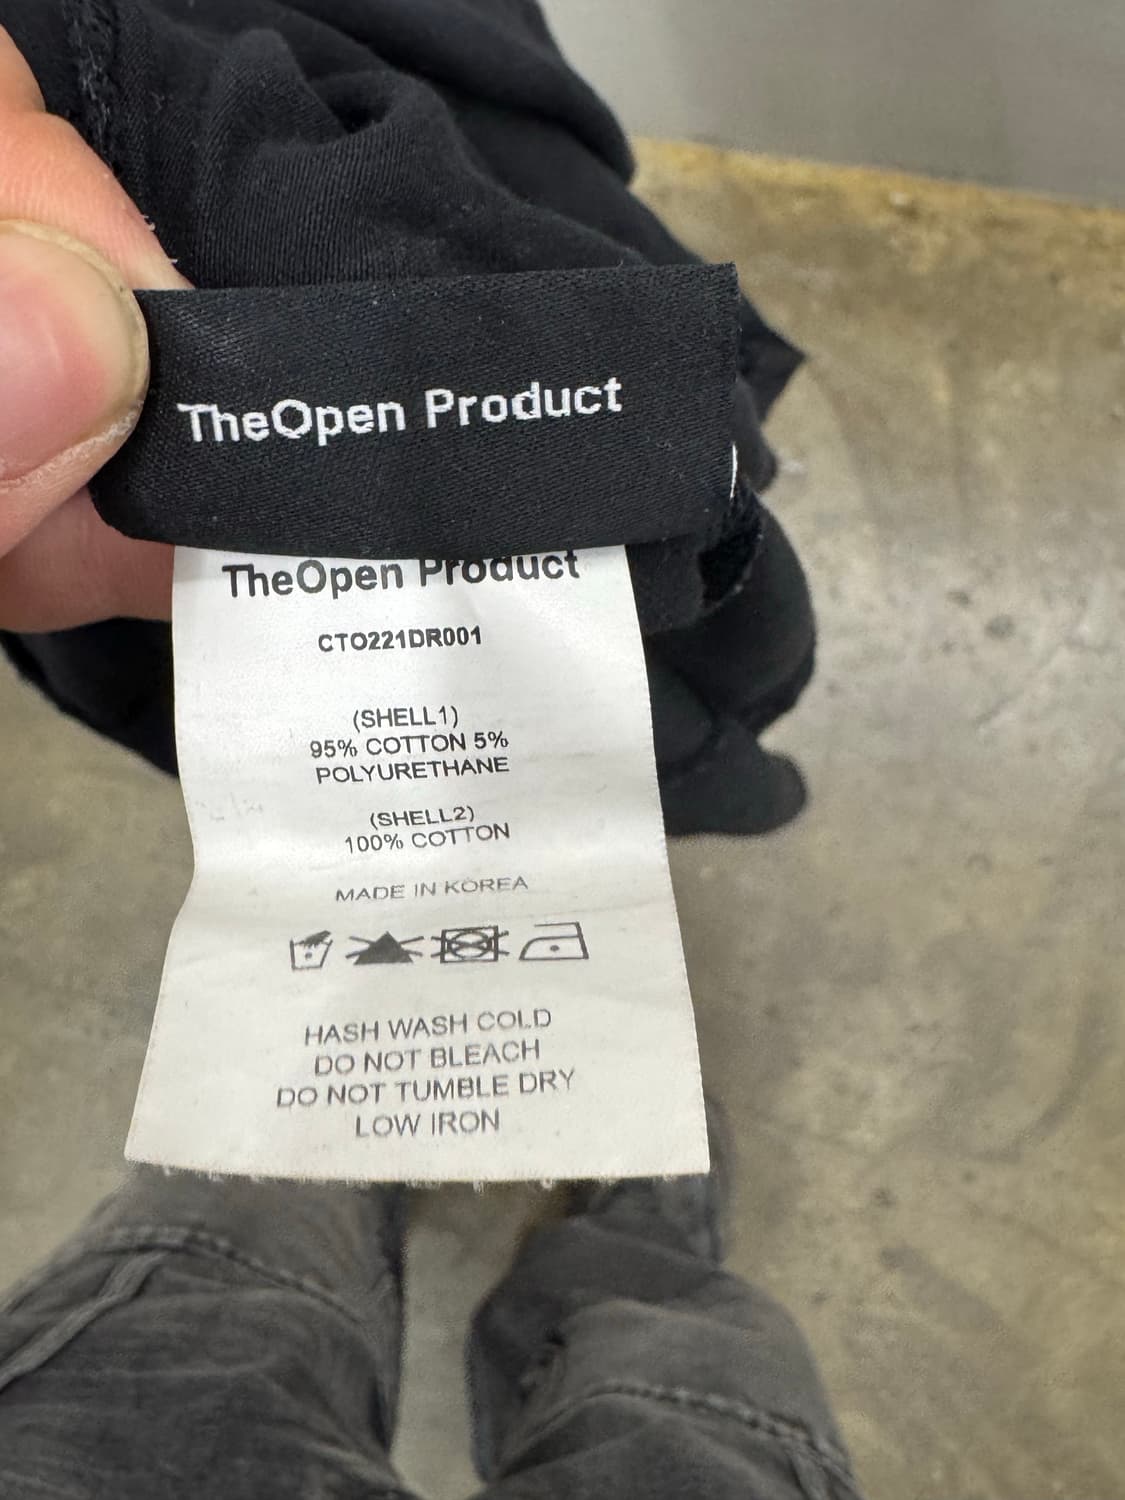 TheOpen Product
TheOpen Product
CTO221DR001
(SHELL1)
95% COTTON 5%
POLYURETHANE
(SHELL2)
100% COTTON
MADE IN KOREA
HASH WASH COLD
DO NOT BLEACH
DO NOT TUMBLE DRY
LOW IRON